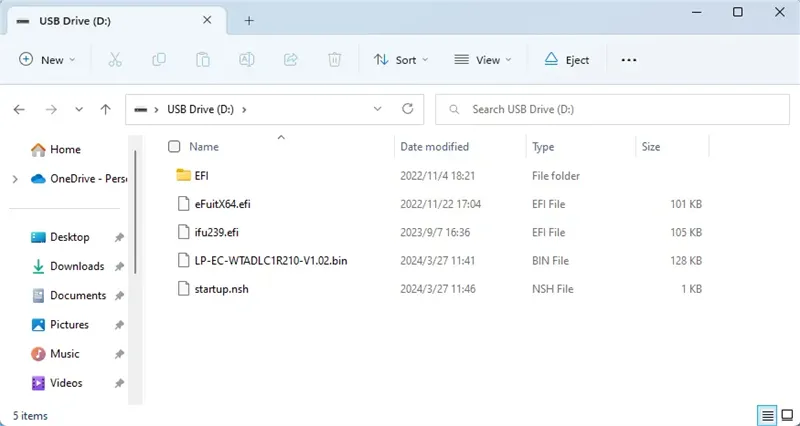 USB Drive (D:)
New Sort View Eject
USB Drive (D:) Search USB Drive (D:)
Home
OneDrive - Perso
Desktop
Downloads
Documents
Pictures
Music
Videos
Name Date modified Type Size
EFI 2022/11/4 18:21 File folder
eFuitX64.efi 2022/11/22 17:04 EFI File 101 KB
ifu239.efi 2023/9/7 16:36 EFI File 105 KB
LP-EC-WTADLC1R210-V1.02.bin 2024/3/27 11:41 BIN File 128 KB
startup.nsh 2024/3/27 11:46 NSH File 1 KB
5 items